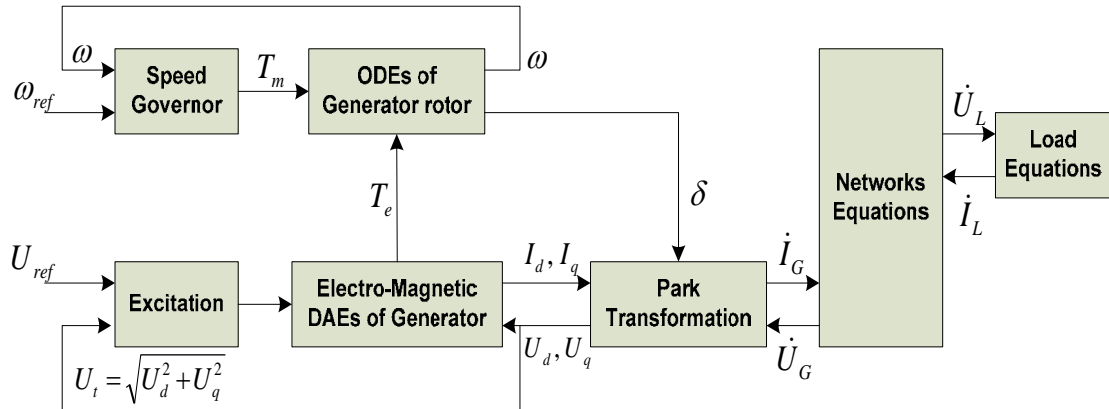 ω
ω_ref
Speed
Governor
T_m
ODEs of
Generator rotor
ω
T_e
δ
U_ref
Excitation
U_t = √(U_d^2 + U_q^2)
Electro-Magnetic
DAEs of Generator
I_d, I_q
U_d, U_q
Park
Transformation
İ_G
U̇_G
Networks
Equations
U̇_L
İ_L
Load
Equations